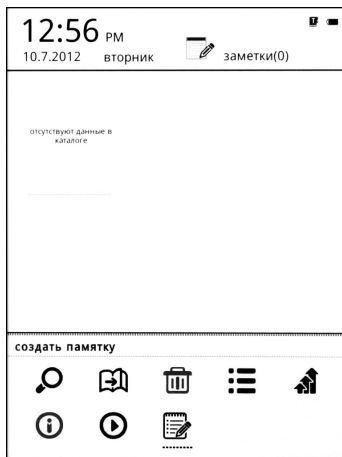 12:56 PM
10.7.2012 вторник
заметки(0)
отсутствуют данные в
каталоге
создать памятку